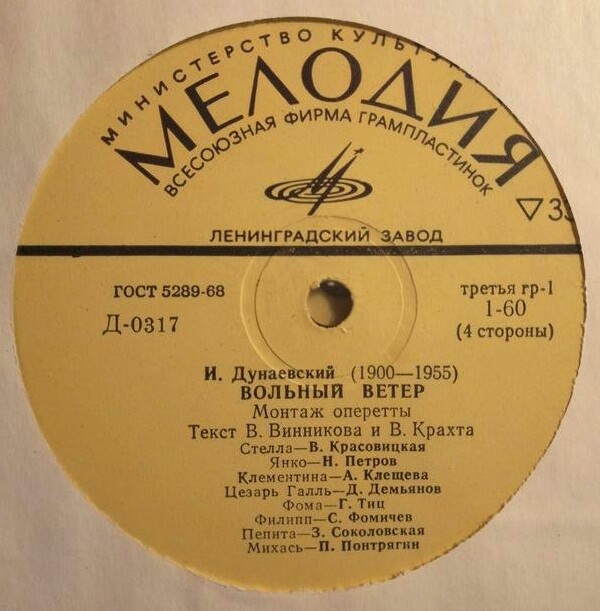 МИНИСТЕРСТВО КУЛЬТУРЫ
МЕЛОДИЯ
ВСЕСОЮЗНАЯ ФИРМА ГРАМПЛАСТИНОК
▽33
ЛЕНИНГРАДСКИЙ ЗАВОД
ГОСТ 5289-68
третья гр-1
Д-0317
1-60
(4 стороны)
И. Дунаевский (1900—1955)
ВОЛЬНЫЙ ВЕТЕР
Монтаж оперетты
Текст В. Винникова и В. Крахта
Стелла—В. Красовицкая
Янко—Н. Петров
Клементина—А. Клещева
Цезарь Галль—Д. Демьянов
Фома—Г. Тиц
Филипп—С. Фомичев
Пепита—З. Соколовская
Михась—П. Понтрягин